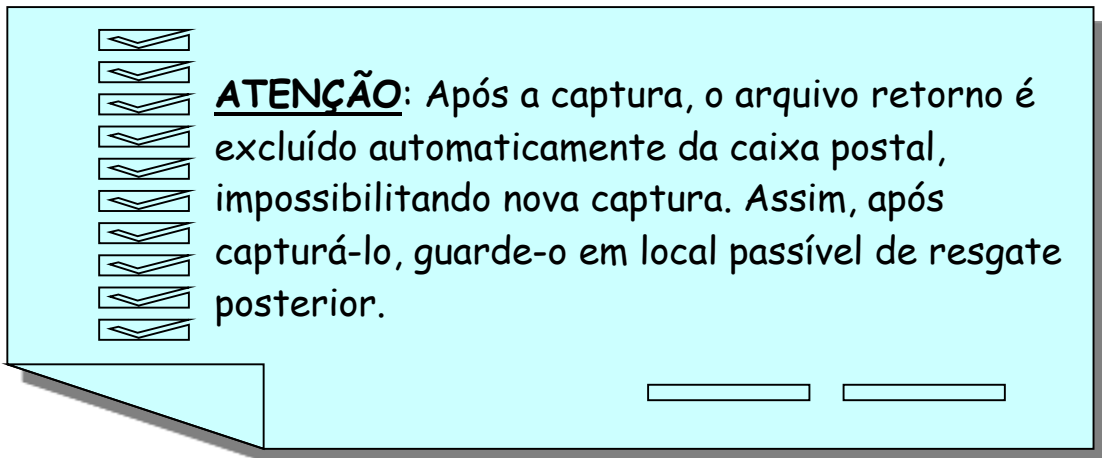 ATENÇÃO: Após a captura, o arquivo retorno é
excluído automaticamente da caixa postal,
impossibilitando nova captura. Assim, após
capturá-lo, guarde-o em local passível de resgate
posterior.